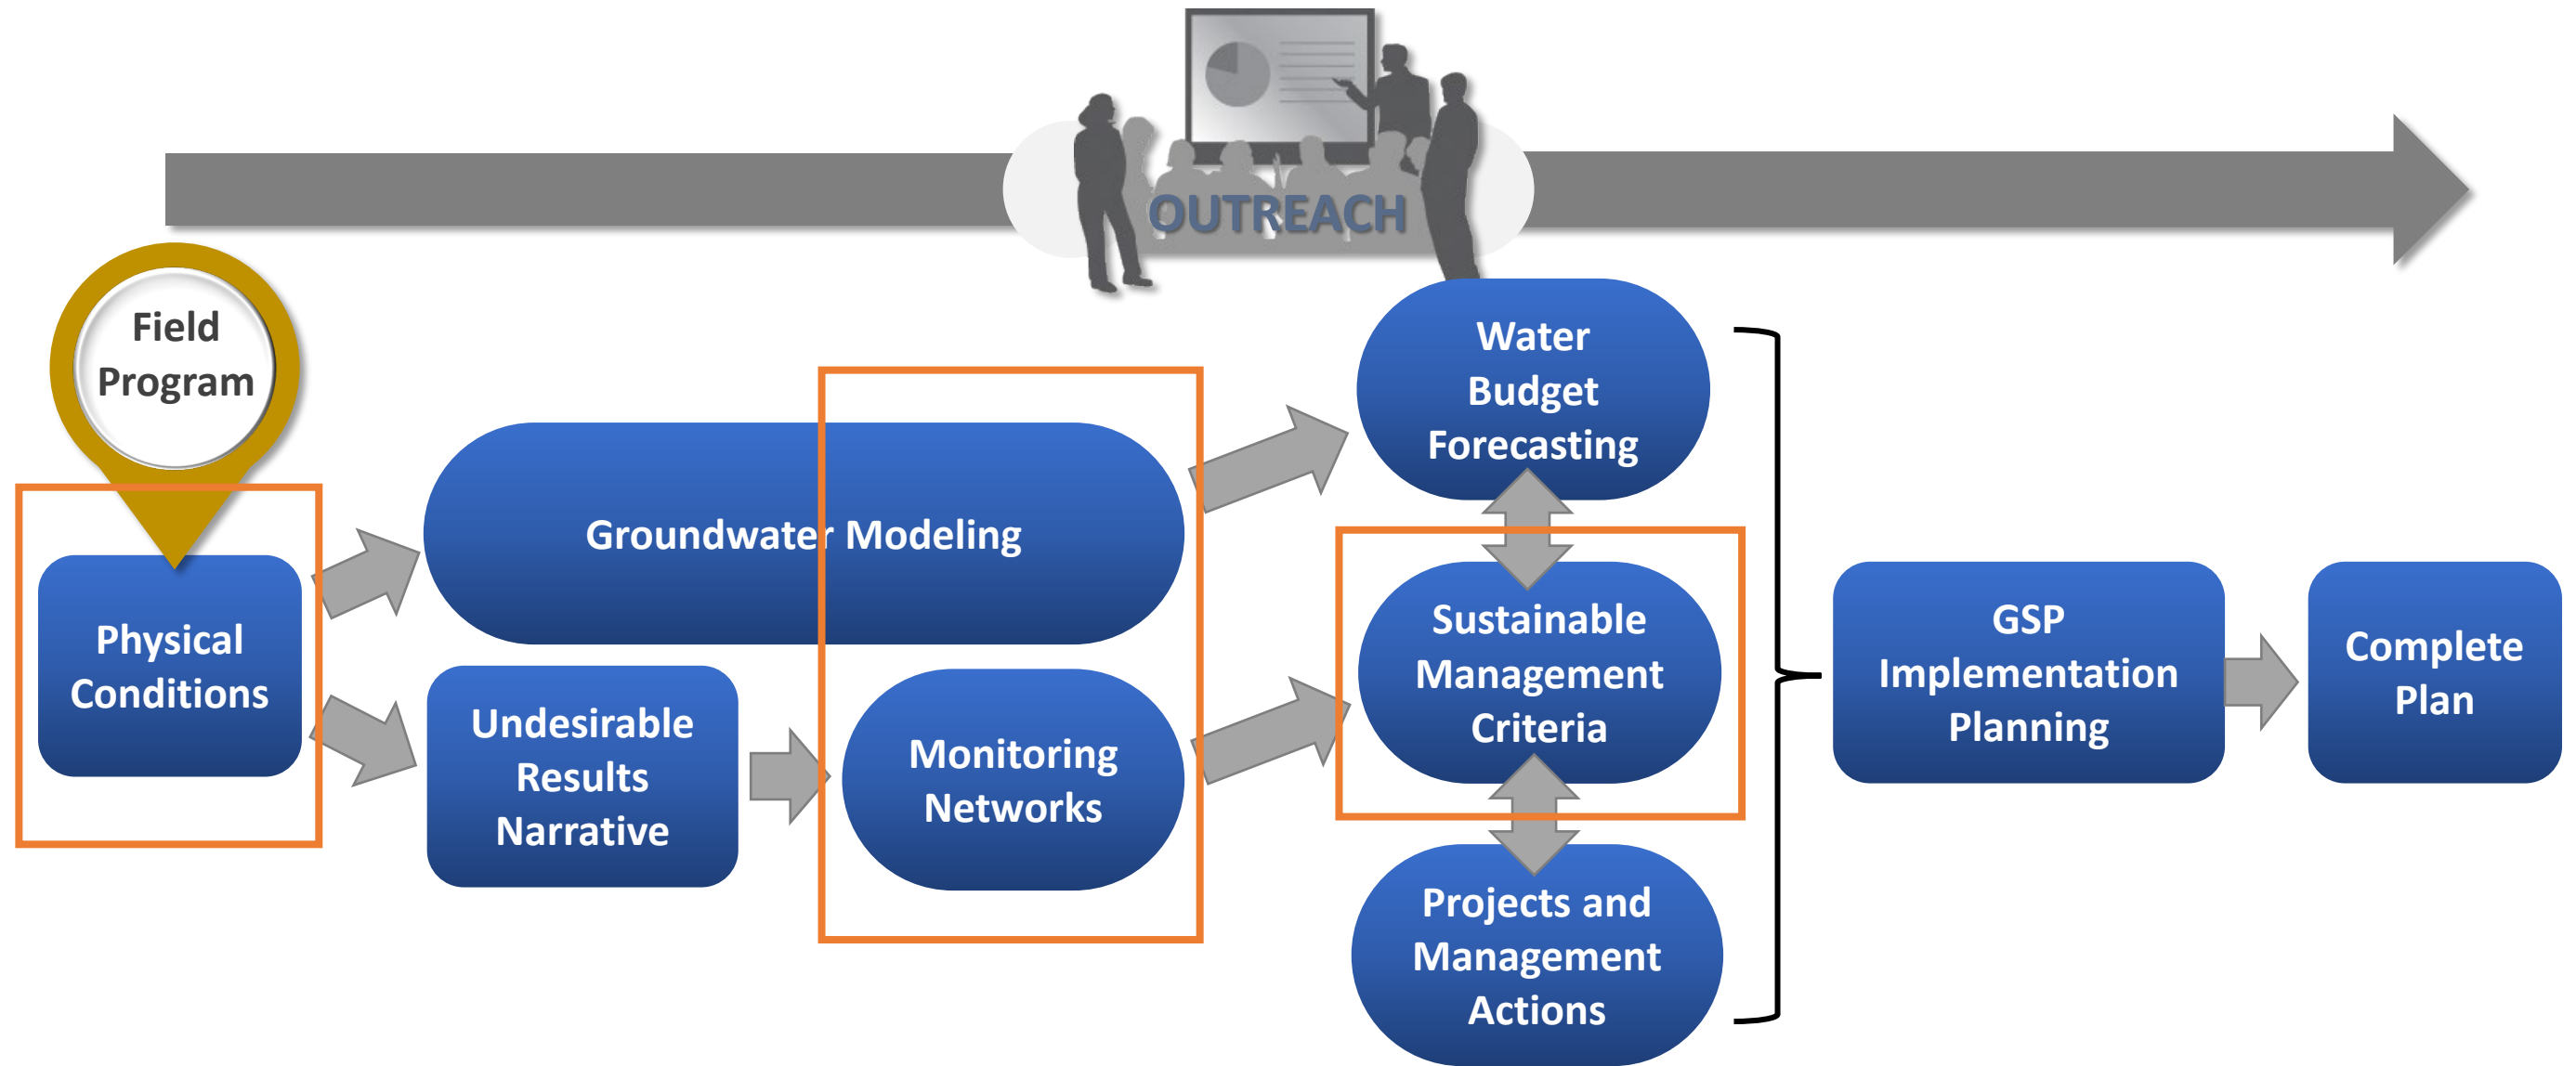 OUTREACH
Field
Program
Physical
Conditions
Groundwater Modeling
Undesirable
Results
Narrative
Monitoring
Networks
Water
Budget
Forecasting
Sustainable
Management
Criteria
Projects and
Management
Actions
GSP
Implementation
Planning
Complete
Plan